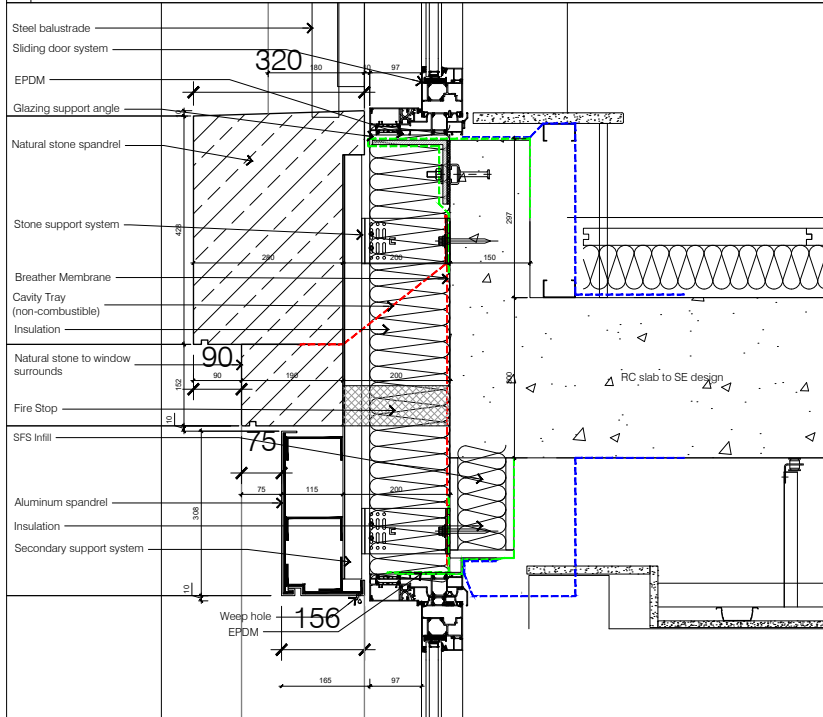 Steel balustrade
Sliding door system
320
180
40
97
EPDM
Glazing support angle
10
Natural stone spandrel
Stone support system
428
297
280
200
150
Breather Membrane
Cavity Tray
(non-combustible)
Insulation
Natural stone to window
surrounds
90
RC slab to SE design
90
190
200
152
Fire Stop
10
SFS Infill
75
75
115
200
Aluminum spandrel
308
Insulation
Secondary support system
10
Weep hole
156
EPDM
165
97